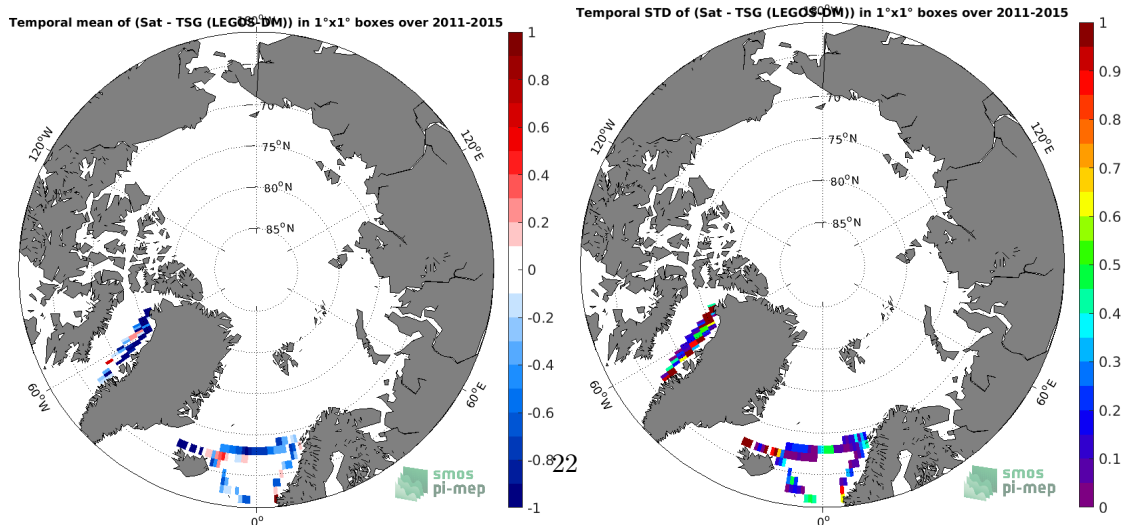 Temporal mean of (Sat - TSG (LEGOS-DM)) in 1°x1° boxes over 2011-2015
180°W
120°W
120°E
60°W
60°E
0°
70
75°N
80°N
85°N
1
0.8
0.6
0.4
0.2
0
-0.2
-0.4
-0.6
-0.8
-1
smos
pi-mep
22
Temporal STD of (Sat - TSG (LEGOS-DM)) in 1°x1° boxes over 2011-2015
180°W
120°W
120°E
60°W
60°E
0°
70
75°N
80°N
85°N
1
0.9
0.8
0.7
0.6
0.5
0.4
0.3
0.2
0.1
0
smos
pi-mep